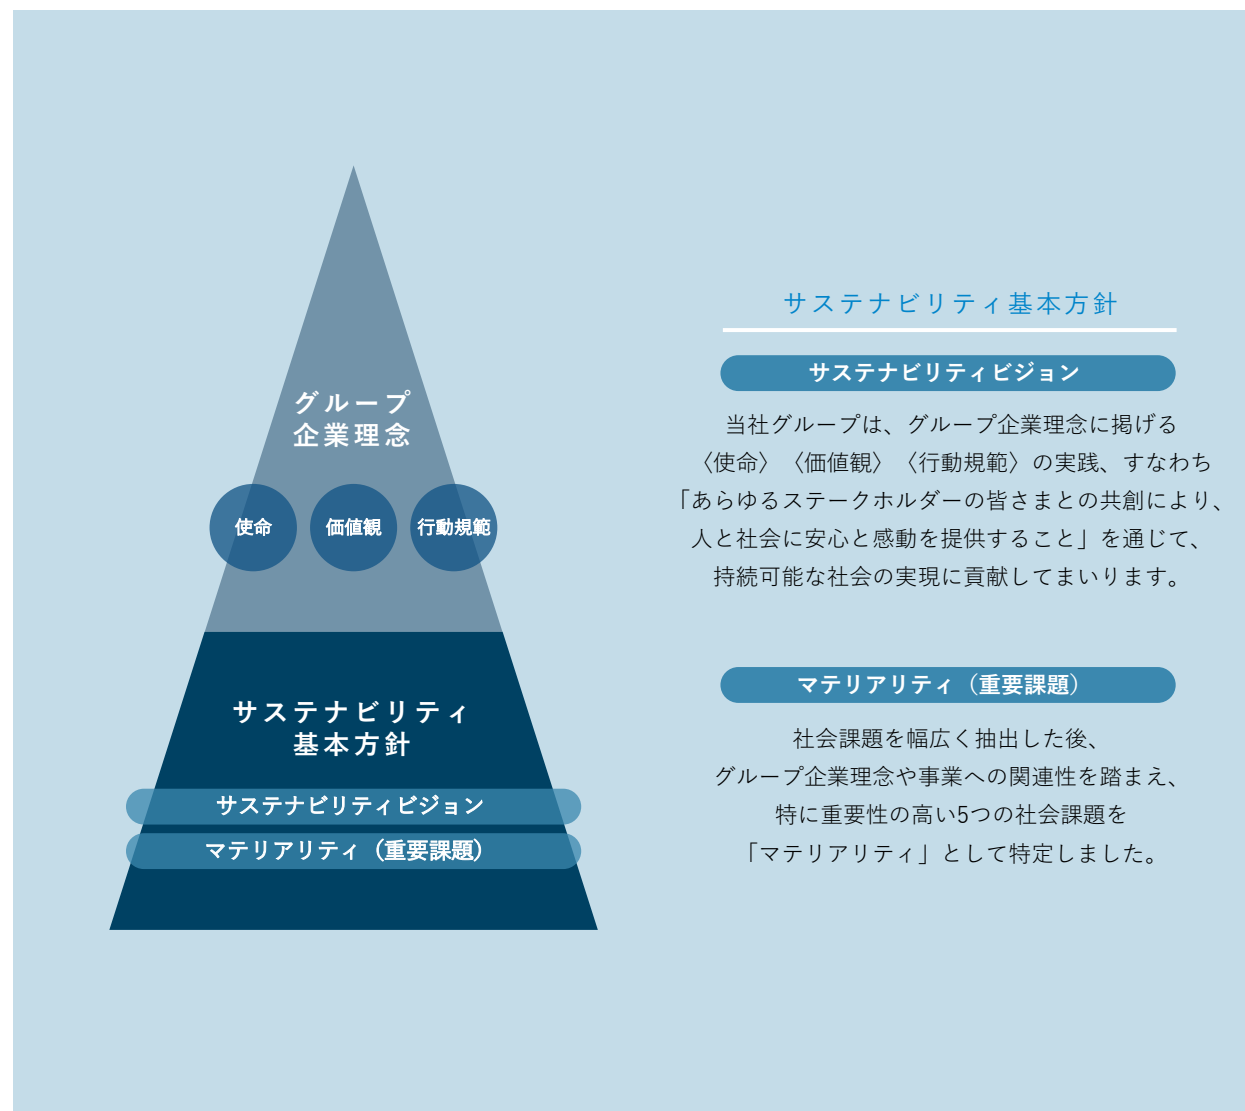 グループ
企業理念
使命
価値観
行動規範
サステナビリティ
基本方針
サステナビリティビジョン
マテリアリティ（重要課題）
サステナビリティ基本方針
サステナビリティビジョン
当社グループは、グループ企業理念に掲げる
〈使命〉〈価値観〉〈行動規範〉の実践、すなわち
「あらゆるステークホルダーの皆さまとの共創により、
人と社会に安心と感動を提供すること」を通じて、
持続可能な社会の実現に貢献してまいります。
マテリアリティ（重要課題）
社会課題を幅広く抽出した後、
グループ企業理念や事業への関連性を踏まえ、
特に重要性の高い5つの社会課題を
「マテリアリティ」として特定しました。